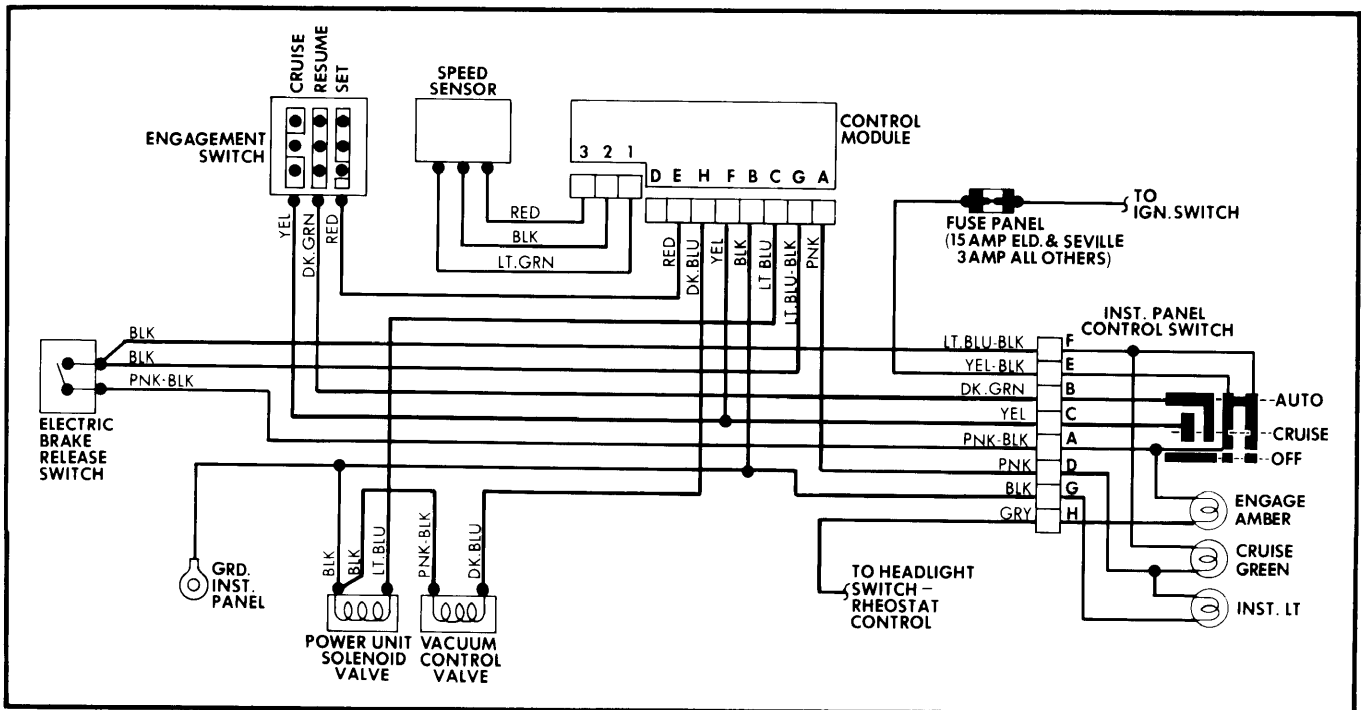 CRUISE
RESUME
SET
ENGAGEMENT
SWITCH
SPEED
SENSOR
CONTROL
MODULE
3 2 1
D E H F B C G A
YEL
DK.GRN
RED
RED
BLK
LT.GRN
RED
DK.BLU
YEL
BLK
LT BLU
LT.BLU-BLK
PNK
TO
IGN. SWITCH
FUSE PANEL
(15 AMP ELD. & SEVILLE
3 AMP ALL OTHERS)
INST. PANEL
CONTROL SWITCH
BLK
BLK
PNK-BLK
ELECTRIC
BRAKE
RELEASE
SWITCH
LT.BLU-BLK F
YEL-BLK E
DK.GRN B
YEL C
PNK-BLK A
PNK D
BLK G
GRY H
AUTO
CRUISE
OFF
ENGAGE
AMBER
CRUISE
GREEN
INST. LT
TO HEADLIGHT
SWITCH –
RHEOSTAT
CONTROL
GRD.
INST.
PANEL
BLK
BLK
LT.BLU
PNK-BLK
DK.BLU
POWER UNIT
SOLENOID
VALVE
VACUUM
CONTROL
VALVE